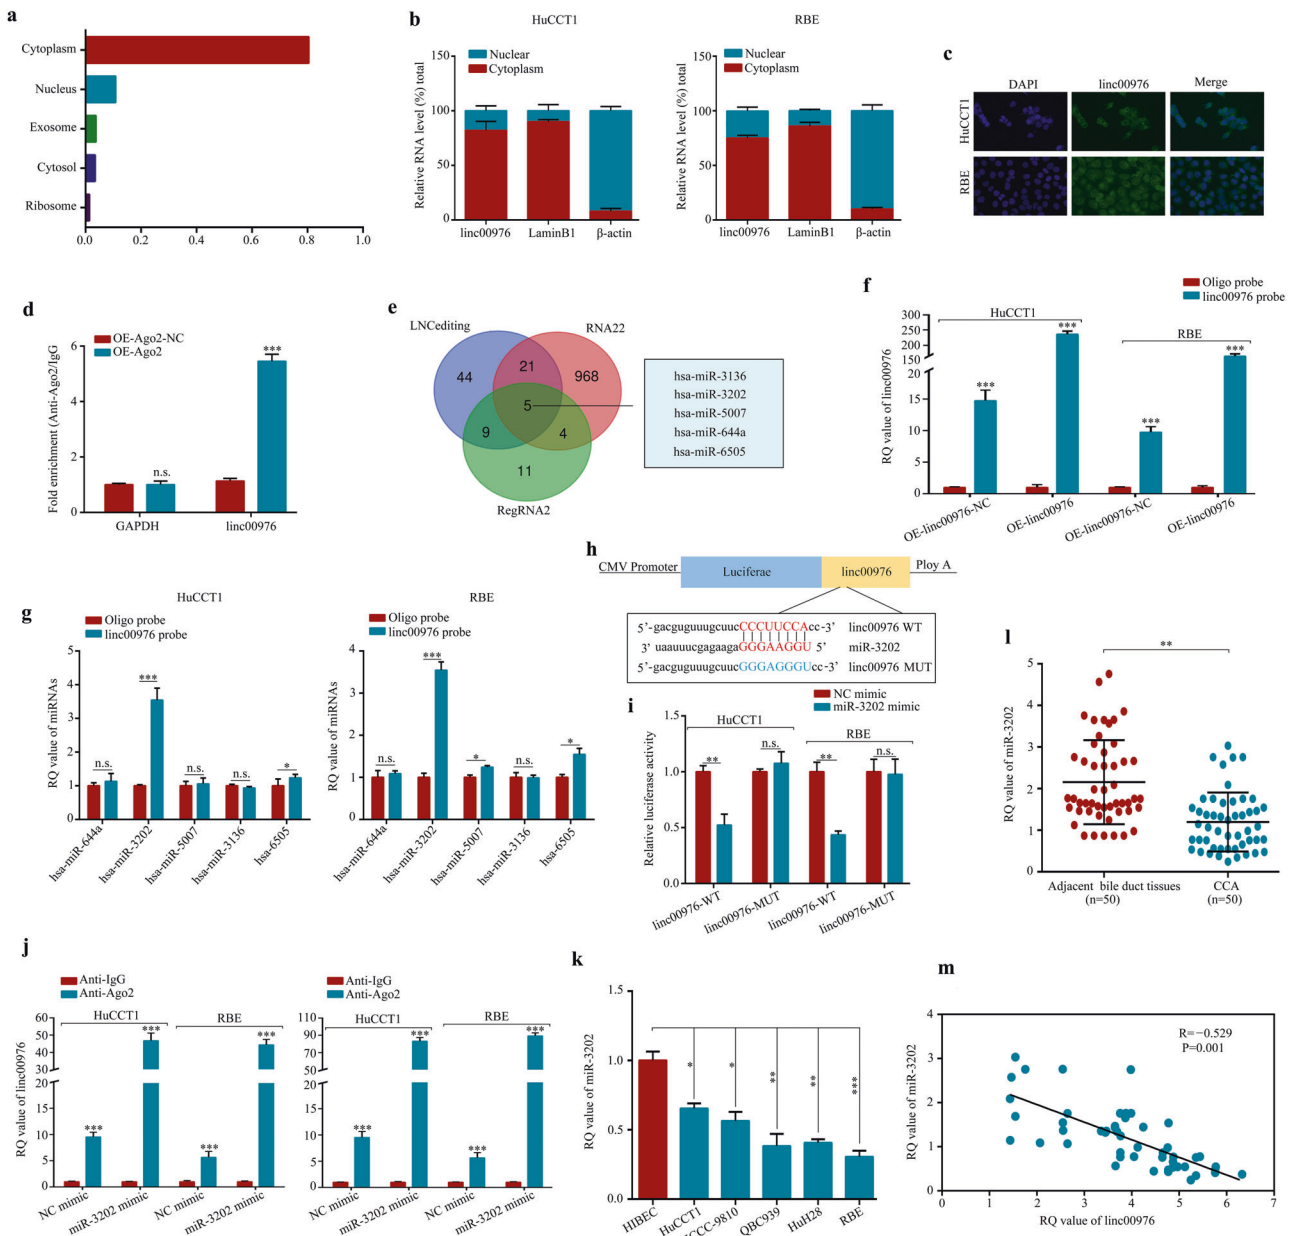 a
Cytoplasm
Nucleus
Exosome
Cytosol
Ribosome
0.0 0.2 0.4 0.6 0.8 1.0
b
HuCCT1
Relative RNA level (%) total
150
100
50
0
Nuclear
Cytoplasm
linc00976 LaminB1 β-actin
RBE
Relative RNA level (%) total
150
100
50
0
Nuclear
Cytoplasm
linc00976 LaminB1 β-actin
c
DAPI linc00976 Merge
HuCCT1
RBE
d
Fold enrichment (Anti-Ago2/IgG
6
4
2
0
OE-Ago2-NC
OE-Ago2
n.s.
***
GAPDH linc00976
e
LNCediting
RNA22
44 21 968
5
9 4
11
RegRNA2
hsa-miR-3136
hsa-miR-3202
hsa-miR-5007
hsa-miR-644a
hsa-miR-6505
f
Oligo probe
linc00976 probe
RQ value of linc00976
300
250
200
150
20
15
10
5
0
HuCCT1
RBE
*** *** *** ***
OE-linc00976-NC OE-linc00976 OE-linc00976-NC OE-linc00976
g
HuCCT1
Oligo probe
linc00976 probe
RQ value of miRNAs
5
4
3
2
1
0
n.s. *** n.s. n.s. *
hsa-miR-644a hsa-miR-3202 hsa-miR-5007 hsa-miR-3136 hsa-6505
RBE
Oligo probe
linc00976 probe
RQ value of miRNAs
4
3
2
1
0
n.s. *** * n.s. *
hsa-miR-644a hsa-miR-3202 hsa-miR-5007 hsa-miR-3136 hsa-6505
h
CMV Promoter Luciferae linc00976 Ploy A
5’-gacguguuugcuucCCCUUCCAcc-3’ linc00976 WT
3’ uaauuucgagaagaGGGAAGGU 5’ miR-3202
5’-gacguguuugcuucGGGAGGGUcc-3’ linc00976 MUT
i
NC mimic
miR-3202 mimic
Relative luciferase activity
1.5
1.0
0.5
0.0
HuCCT1
RBE
** n.s. ** n.s.
linc00976-WT linc00976-MUT linc00976-WT linc00976-MUT
l
RQ value of miR-3202
5
4
3
2
1
0
**
Adjacent bile duct tissues
(n=50)
CCA
(n=50)
j
Anti-IgG
Anti-Ago2
RQ value of linc00976
60
50
40
30
20
15
10
5
0
HuCCT1
RBE
*** *** *** ***
NC mimic miR-3202 mimic NC mimic miR-3202 mimic
Anti-IgG
Anti-Ago2
110
90
70
50
30
20
15
10
5
0
HuCCT1
RBE
*** *** *** ***
NC mimic miR-3202 mimic NC mimic miR-3202 mimic
k
RQ value of miR-3202
1.5
1.0
0.5
0.0
* * ** ** ***
HIBEC HuCCT1 QBC939 HuH28 RBE
m
RQ value of miR-3202
4
3
2
1
0
R=−0.529
P=0.001
0 1 2 3 4 5 6 7
RQ value of linc00976